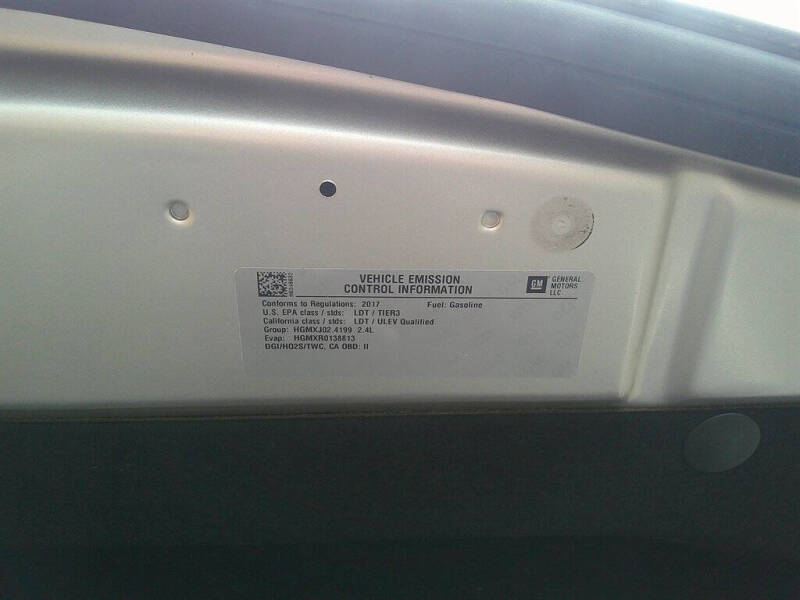 VEHICLE EMISSION
CONTROL INFORMATION
GM
GENERAL
MOTORS
LLC
Conforms to Regulations: 2017 Fuel: Gasoline
U.S. EPA class / stds: LDT / TIER3
California class / stds: LDT / ULEV Qualified
Group: HGMXJ02.4199 2.4L
Evap: HGMXR0138813
DGI/HO2S/TWC, CA OBD: II